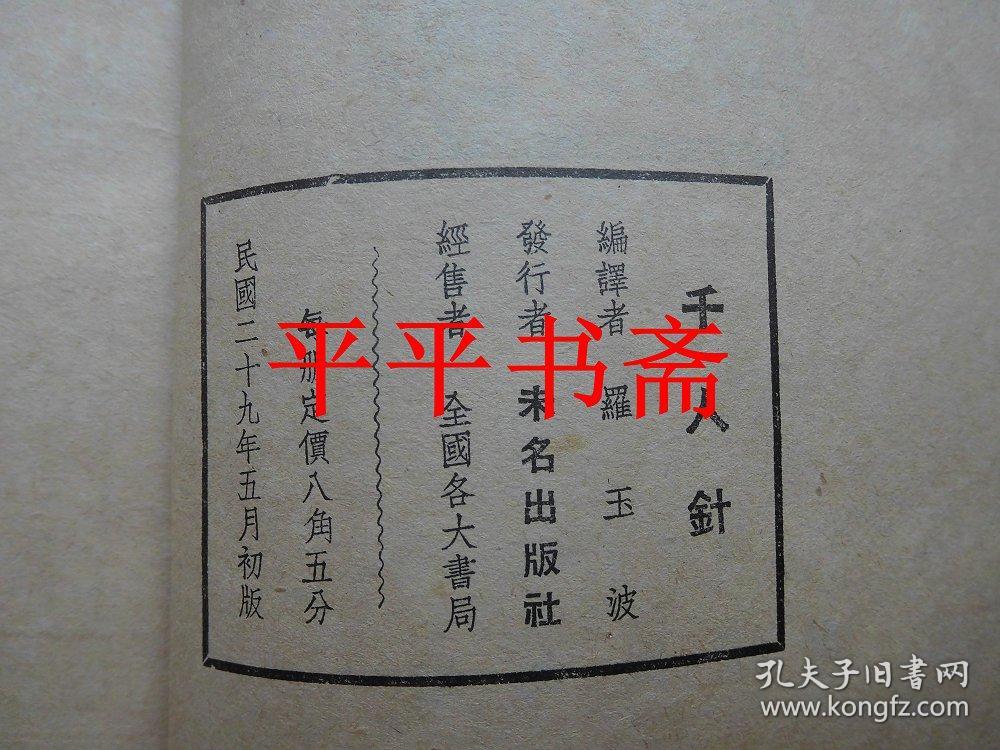 千人針
編譯者 羅玉波
發行者 未名出版社
經售者 全國各大書局
每册定價八角五分
民國二十九年五月初版
平平书斋
孔夫子旧書网
www.kongfz.com